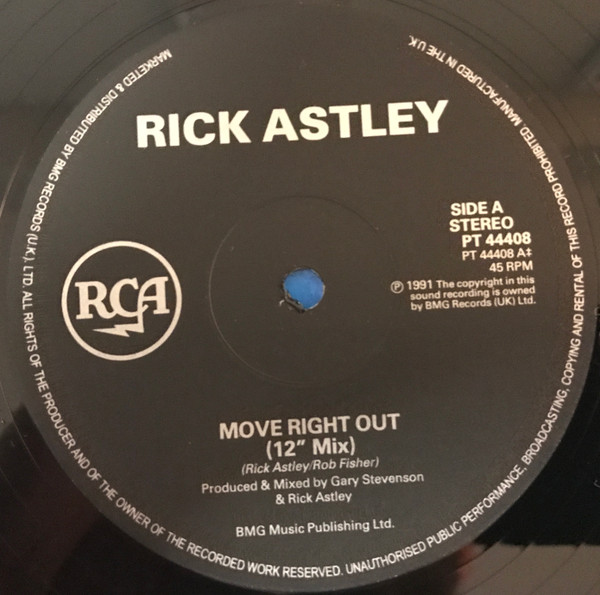 RICK ASTLEY
SIDE A
STEREO
PT 44408
PT 44408 A‡
45 RPM
℗ 1991 The copyright in this
sound recording is owned
by BMG Records (UK) Ltd.
RCA
MOVE RIGHT OUT
(12" Mix)
(Rick Astley/Rob Fisher)
Produced & Mixed by Gary Stevenson
& Rick Astley
BMG Music Publishing Ltd.
MARKETED & DISTRIBUTED BY BMG RECORDS (U.K.), LTD. ALL RIGHTS OF THE PRODUCER AND OF THE OWNER OF THE RECORDED WORK RESERVED. UNAUTHORISED PUBLIC PERFORMANCE, BROADCASTING, COPYING AND RENTAL OF THIS RECORD PROHIBITED. MANUFACTURED IN THE U.K.